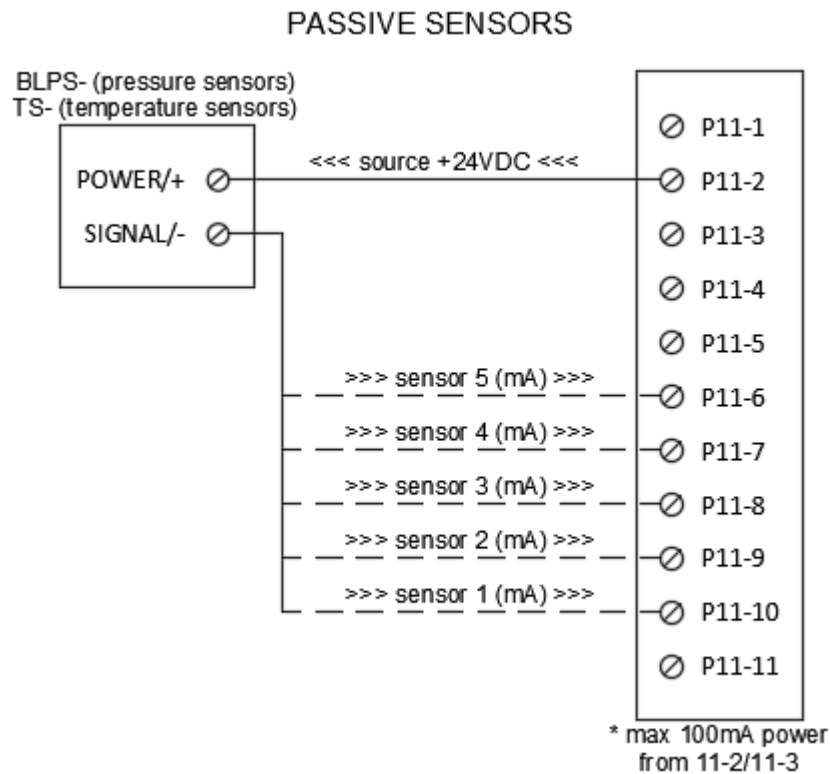 PASSIVE SENSORS
BLPS- (pressure sensors)
TS- (temperature sensors)
POWER/+
SIGNAL/-
<<< source +24VDC <<<
>>> sensor 5 (mA) >>>
>>> sensor 4 (mA) >>>
>>> sensor 3 (mA) >>>
>>> sensor 2 (mA) >>>
>>> sensor 1 (mA) >>>
P11-1
P11-2
P11-3
P11-4
P11-5
P11-6
P11-7
P11-8
P11-9
P11-10
P11-11
* max 100mA power
from 11-2/11-3